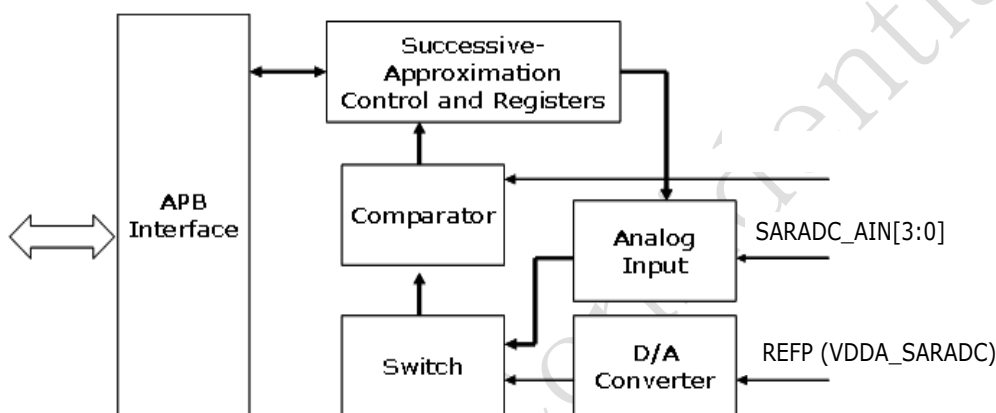 Successive-
Approximation
Control and Registers
APB
Interface
Comparator
Analog
Input
SARADC_AIN[3:0]
Switch
D/A
Converter
REFP (VDDA_SARADC)